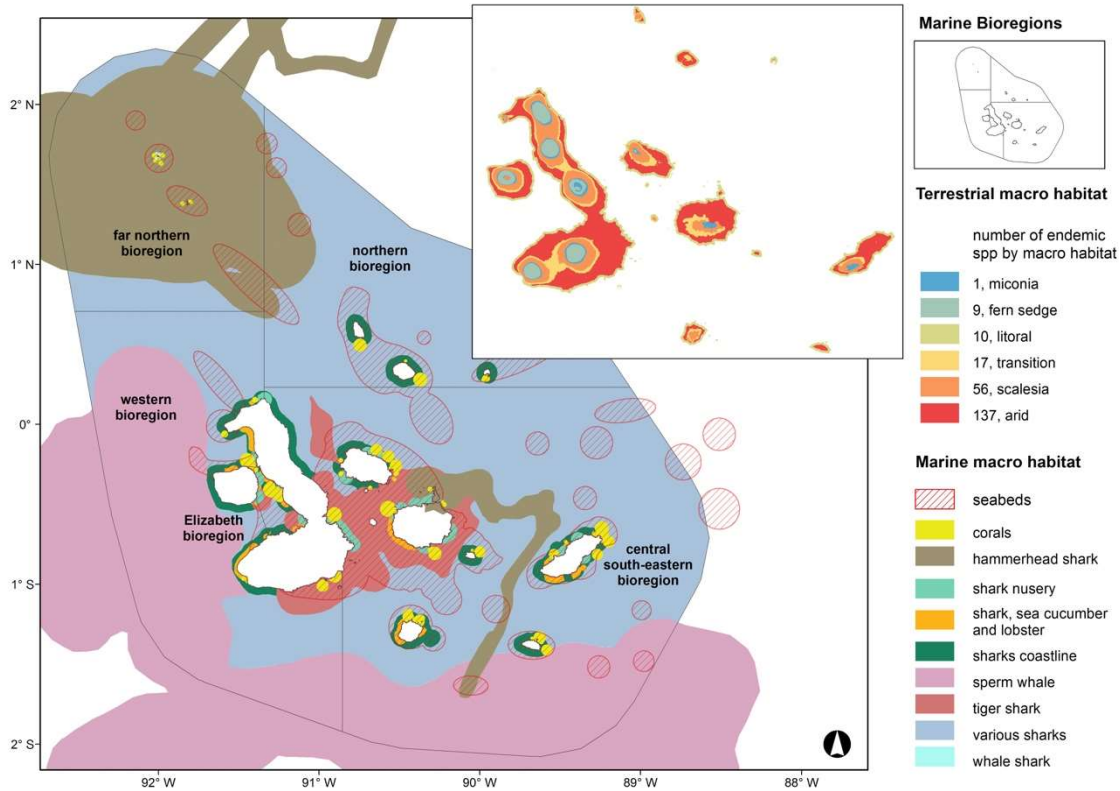 Marine Bioregions
2° N
1° N
0°
1° S
2° S
far northern
bioregion
northern
bioregion
western
bioregion
Elizabeth
bioregion
central
south-eastern
bioregion
92° W
91° W
90° W
89° W
88° W
Terrestrial macro habitat
number of endemic
spp by macro habitat
1, miconia
9, fern sedge
10, litoral
17, transition
56, scalesia
137, arid
Marine macro habitat
seabeds
corals
hammerhead shark
shark nusery
shark, sea cucumber
and lobster
sharks coastline
sperm whale
tiger shark
various sharks
whale shark